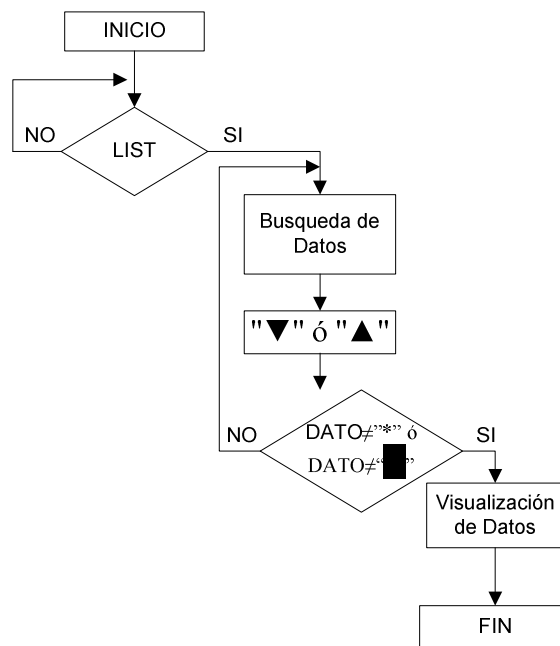 INICIO
NO
SI
LIST
Busqueda de
Datos
"▼" ó "▲"
NO
SI
DATO≠"*" ó
DATO≠“█”
Visualización
de Datos
FIN